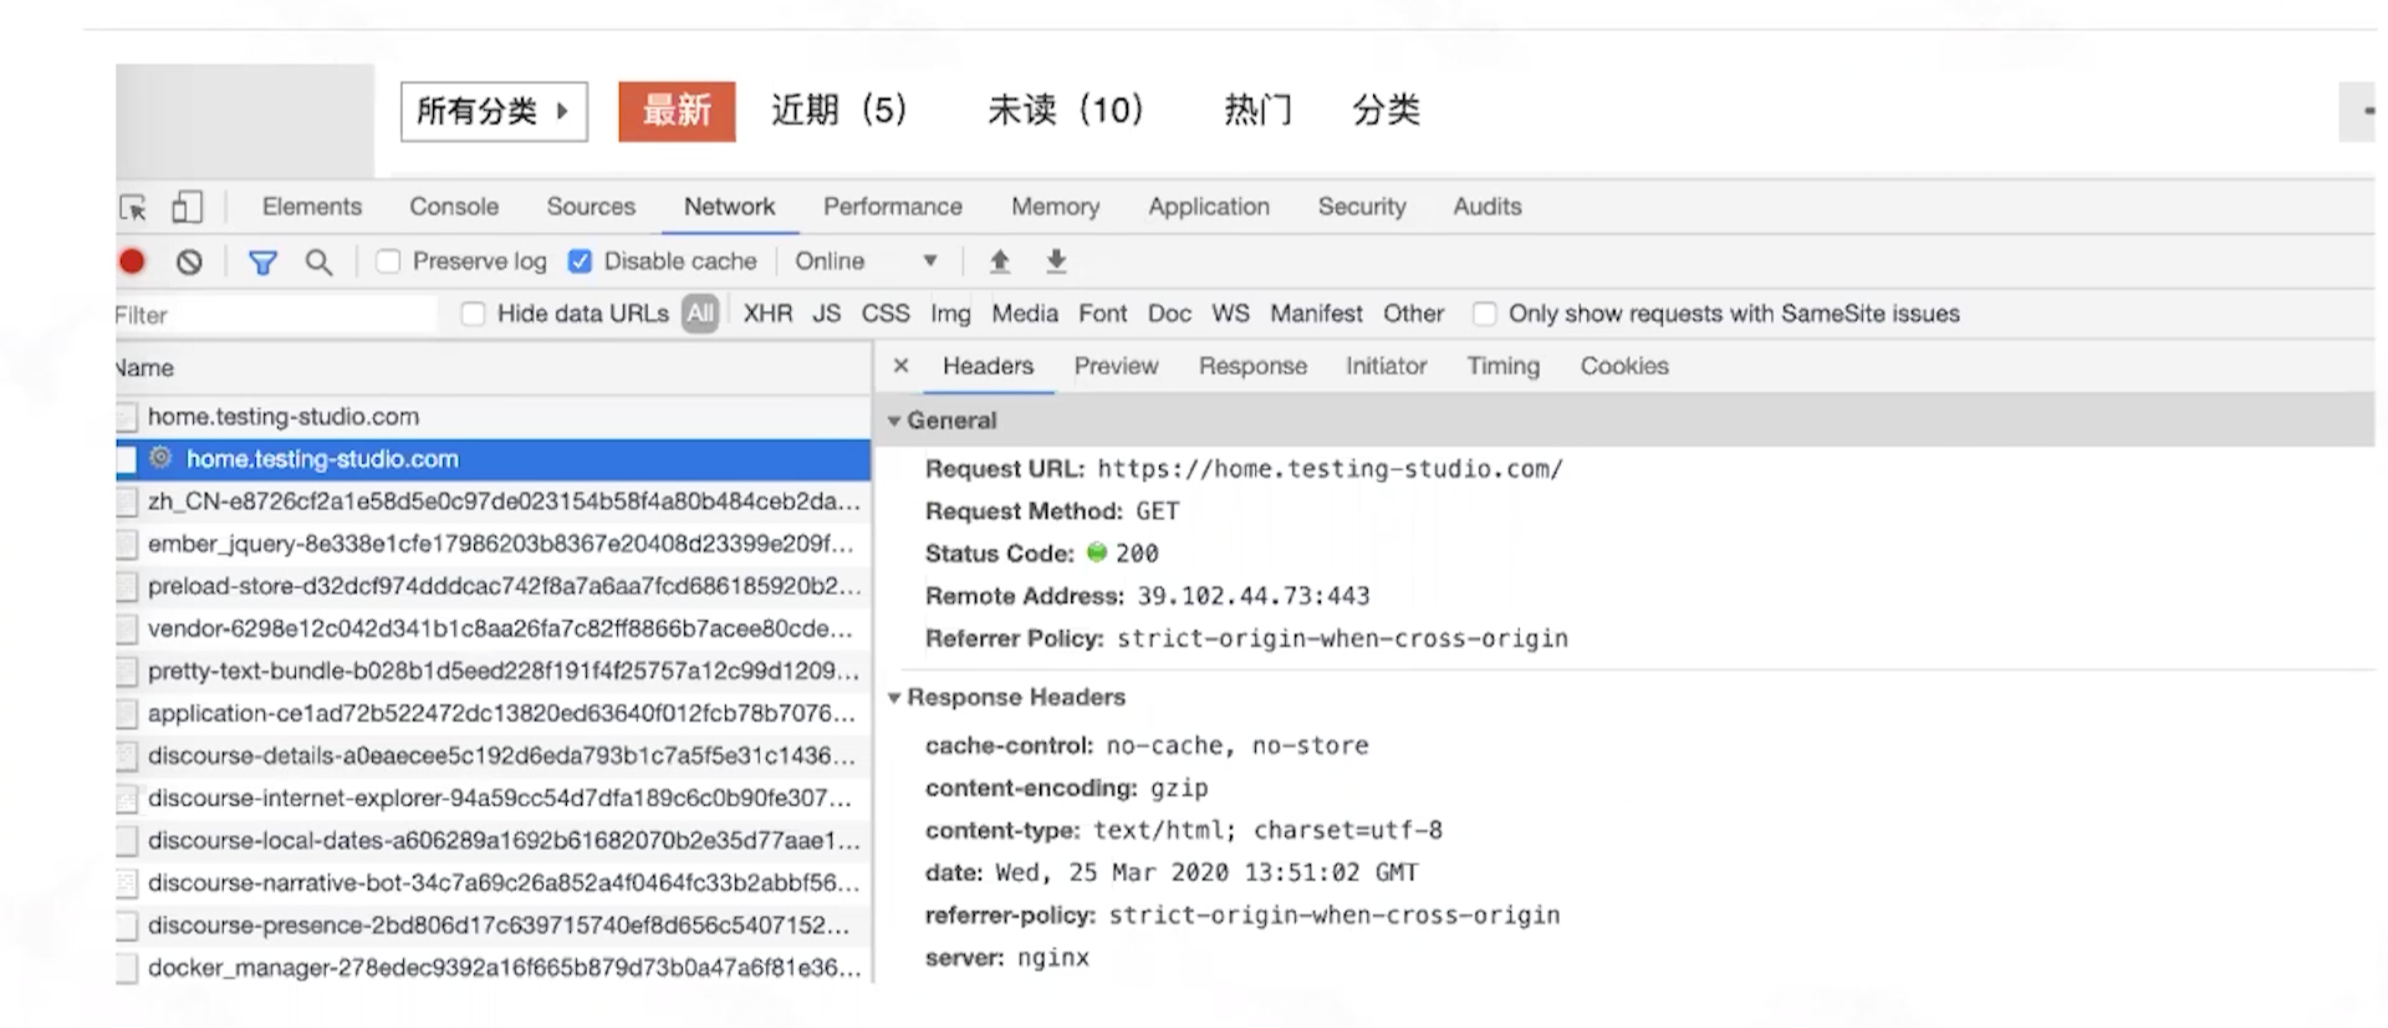 所有分类 最新 近期（5） 未读（10） 热门 分类
Elements Console Sources Network Performance Memory Application Security Audits
Preserve log Disable cache Online
Filter Hide data URLs All XHR JS CSS Img Media Font Doc WS Manifest Other Only show requests with SameSite issues
Name
home.testing-studio.com
home.testing-studio.com
zh_CN-e8726cf2a1e58d5e0c97de023154b58f4a80b484ceb2da...
ember_jquery-8e338e1cfe17986203b8367e20408d23399e209f...
preload-store-d32dcf974dddcac742f8a7a6aa7fcd686185920b2...
vendor-6298e12c042d341b1c8aa26fa7c82ff8866b7acee80cde...
pretty-text-bundle-b028b1d5eed228f191f4f25757a12c99d1209...
application-ce1ad72b522472dc13820ed63640f012fcb78b7076...
discourse-details-a0eaecee5c192d6eda793b1c7a5f5e31c1436...
discourse-internet-explorer-94a59cc54d7dfa189c6c0b90fe307...
discourse-local-dates-a606289a1692b61682070b2e35d77aae1...
discourse-narrative-bot-34c7a69c26a852a4f0464fc33b2abbf56...
discourse-presence-2bd806d17c639715740ef8d656c5407152...
docker_manager-278edec9392a16f665b879d73b0a47a6f81e36...
Headers Preview Response Initiator Timing Cookies
General
Request URL: https://home.testing-studio.com/
Request Method: GET
Status Code: 200
Remote Address: 39.102.44.73:443
Referrer Policy: strict-origin-when-cross-origin
Response Headers
cache-control: no-cache, no-store
content-encoding: gzip
content-type: text/html; charset=utf-8
date: Wed, 25 Mar 2020 13:51:02 GMT
referrer-policy: strict-origin-when-cross-origin
server: nginx